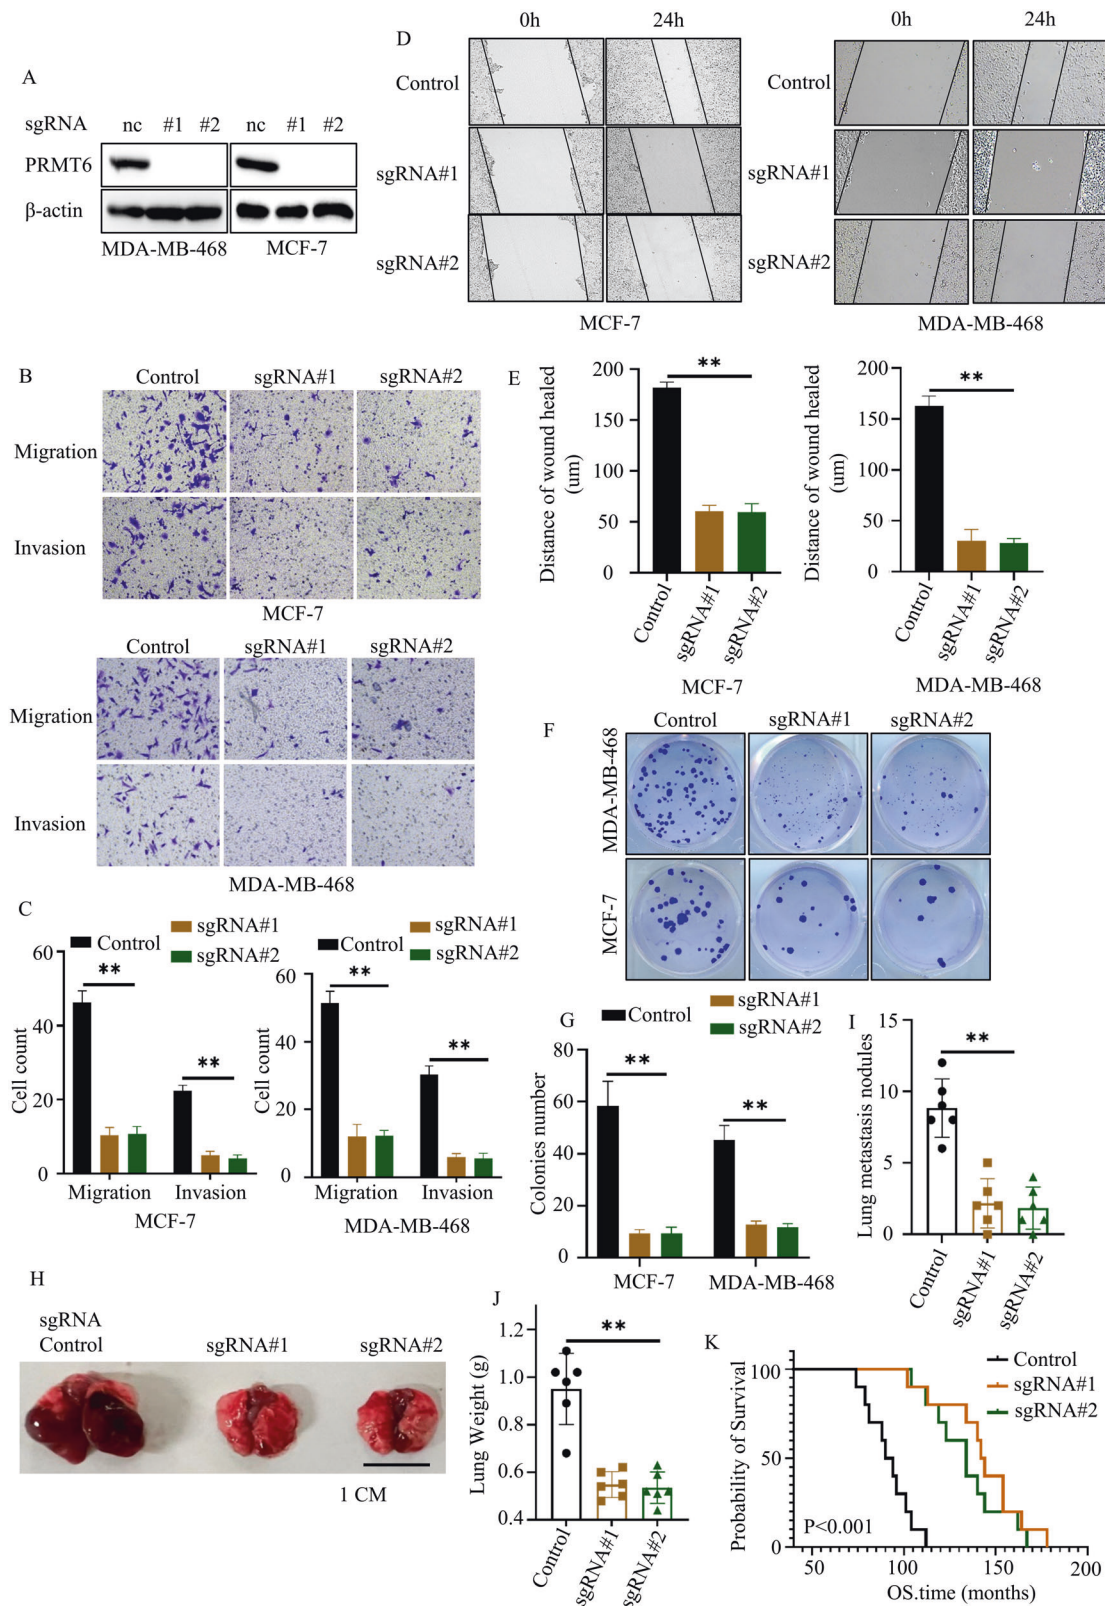 A
sgRNA nc #1 #2 nc #1 #2
PRMT6
β-actin
MDA-MB-468 MCF-7
D
0h 24h 0h 24h
Control Control
sgRNA#1 sgRNA#1
sgRNA#2 sgRNA#2
MCF-7 MDA-MB-468
B
Control sgRNA#1 sgRNA#2
Migration
Invasion
MCF-7
Control sgRNA#1 sgRNA#2
Migration
Invasion
MDA-MB-468
E
Distance of wound healed
(um)
200
150
100
50
0
**
Control
sgRNA#1
sgRNA#2
MCF-7
Distance of wound healed
(um)
200
150
100
50
0
**
Control
sgRNA#1
sgRNA#2
MDA-MB-468
F
Control sgRNA#1 sgRNA#2
MDA-MB-468
MCF-7
C
Control
sgRNA#1
sgRNA#2
Cell count
60
40
20
0
**
**
Migration Invasion
MCF-7
Control
sgRNA#1
sgRNA#2
Cell count
60
40
20
0
**
**
Migration Invasion
MDA-MB-468
G
Control
sgRNA#1
sgRNA#2
Colonies number
80
60
40
20
0
**
**
MCF-7 MDA-MB-468
I
Lung metastasis nodules
15
10
5
0
**
Control
sgRNA#1
sgRNA#2
H
sgRNA
Control sgRNA#1 sgRNA#2
1 CM
J
Lung Weight (g)
1.2
1.0
0.8
0.6
0.4
**
Control
sgRNA#1
sgRNA#2
K
Control
sgRNA#1
sgRNA#2
Probability of Survival
100
50
0
P<0.001
50 100 150 200
OS.time (months)